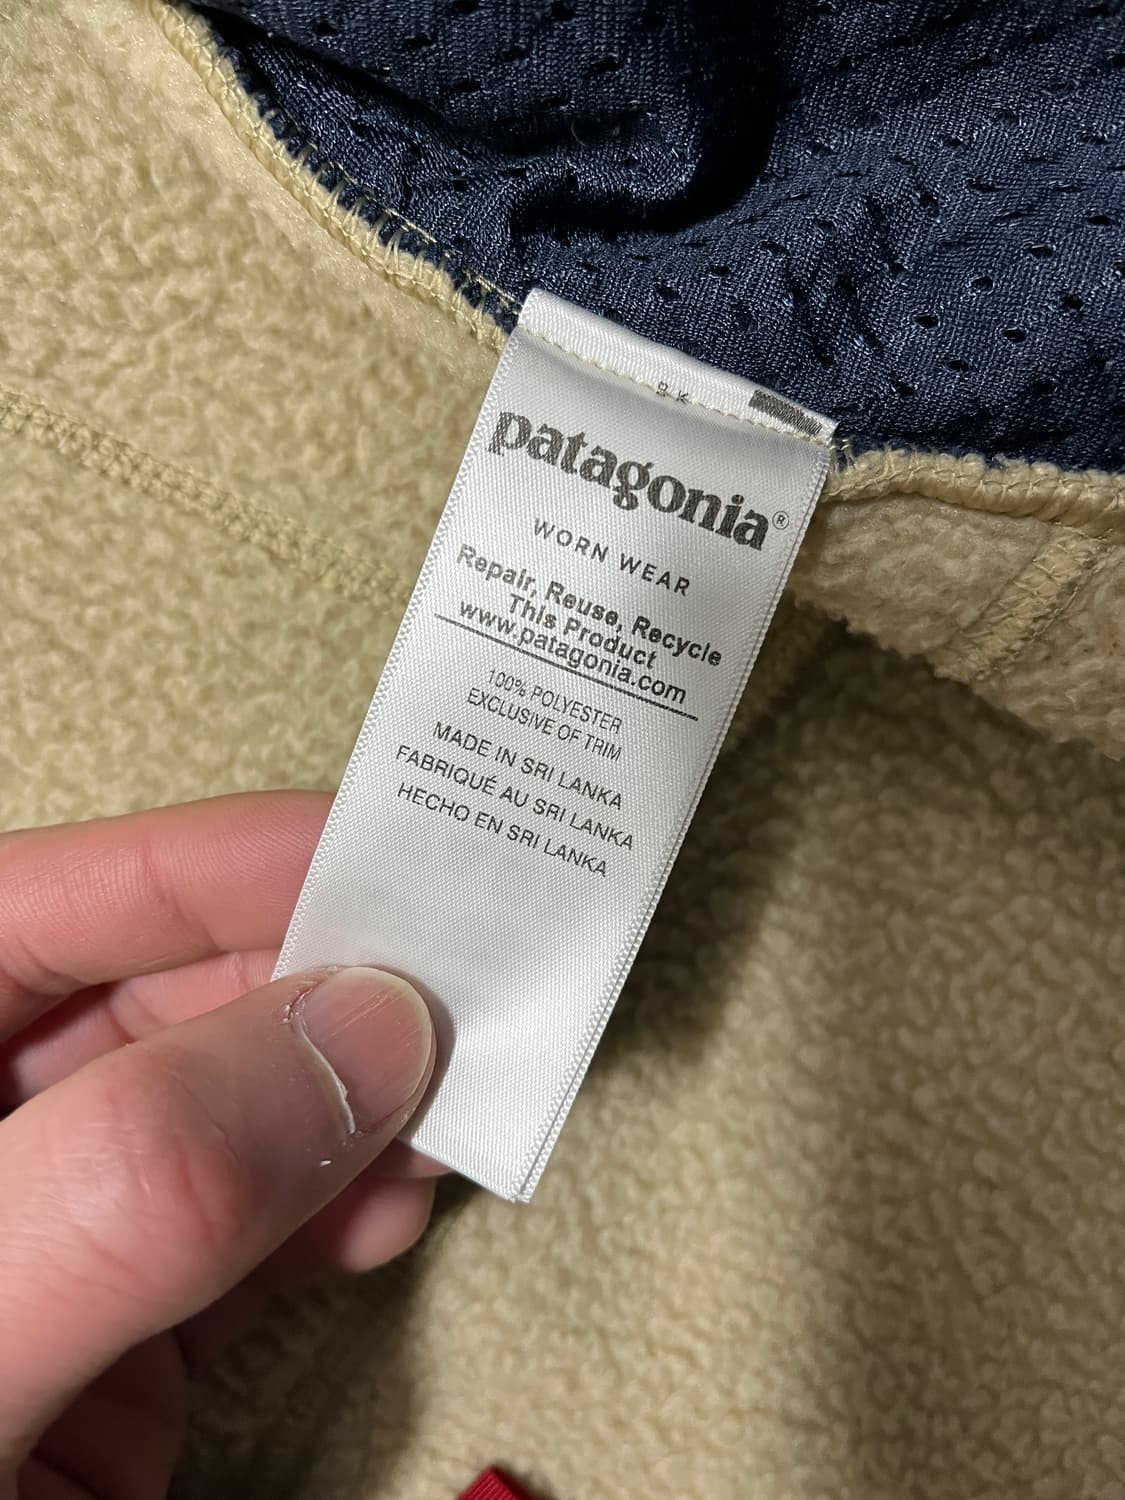 patagonia®
WORN WEAR
Repair, Reuse, Recycle
This Product
www.patagonia.com
100% POLYESTER
EXCLUSIVE OF TRIM
MADE IN SRI LANKA
FABRIQUÉ AU SRI LANKA
HECHO EN SRI LANKA